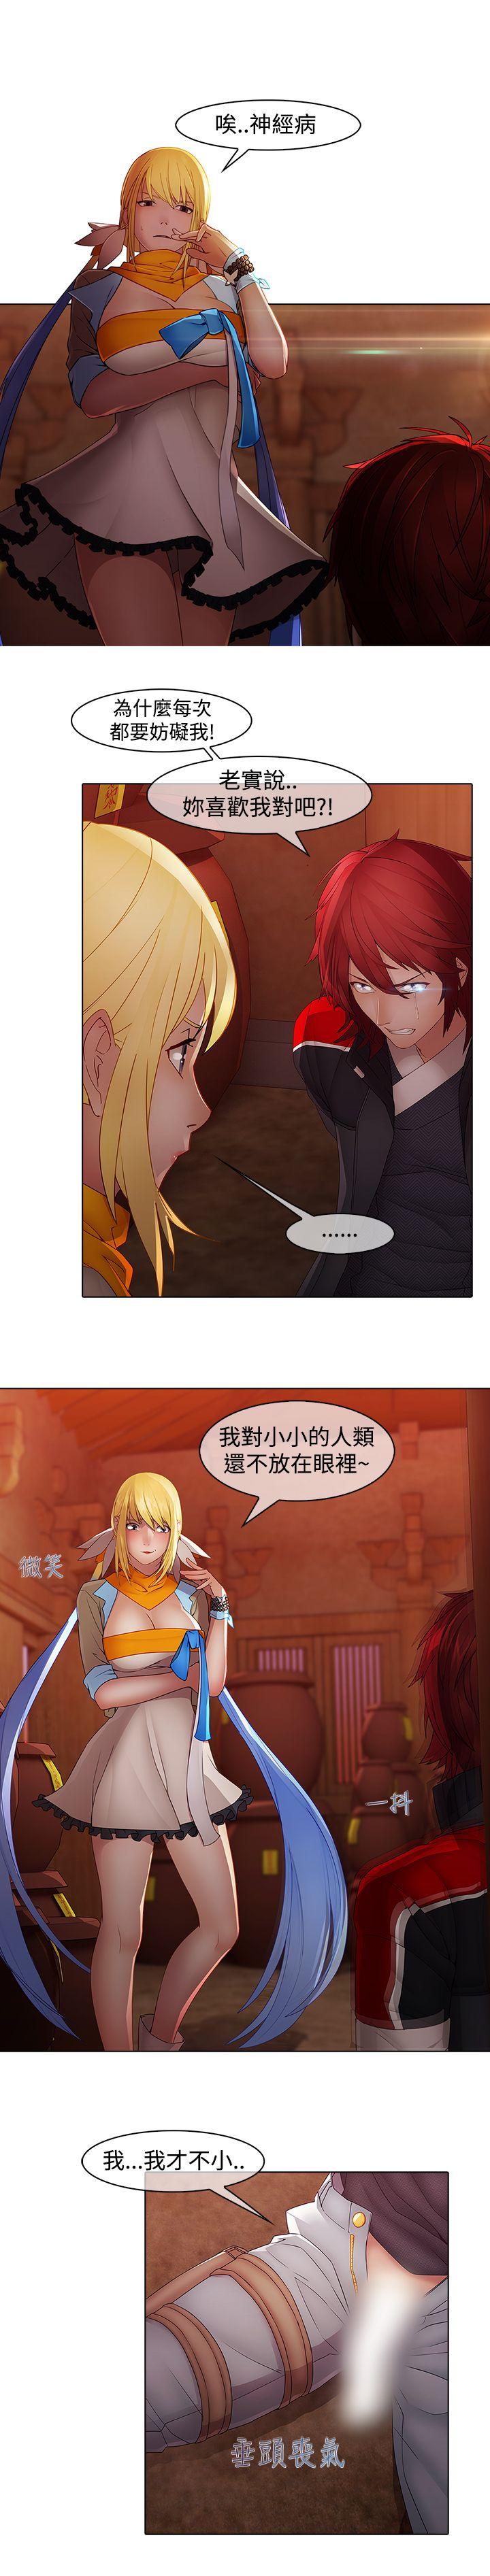 唉..神經病
為什麼每次
都要妨礙我!
老實說..
妳喜歡我對吧?!
......
我對小小的人類
還不放在眼裡~
微笑
一抖
我...我才不小..
垂頭喪氣